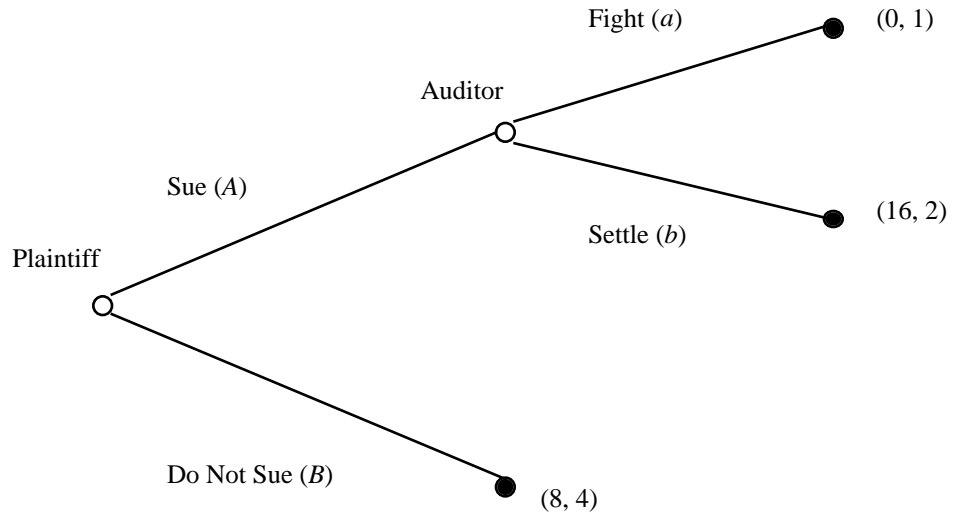 Fight (a)
(0, 1)
Auditor
Sue (A)
(16, 2)
Settle (b)
Plaintiff
Do Not Sue (B)
(8, 4)